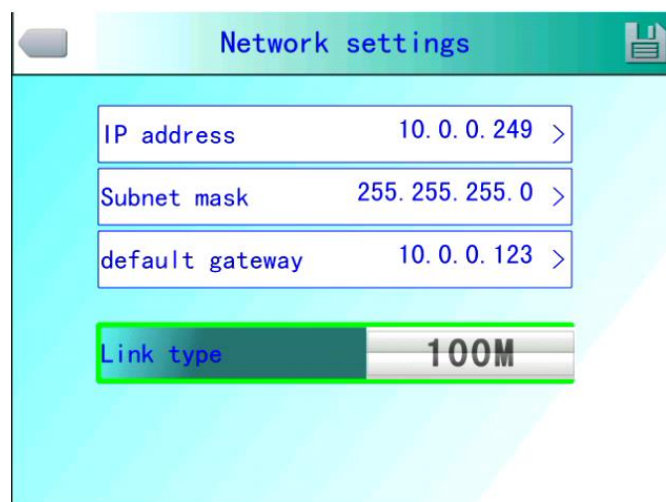 Network settings
IP address 10.0.0.249 >
Subnet mask 255.255.255.0 >
default gateway 10.0.0.123 >
Link type 100M